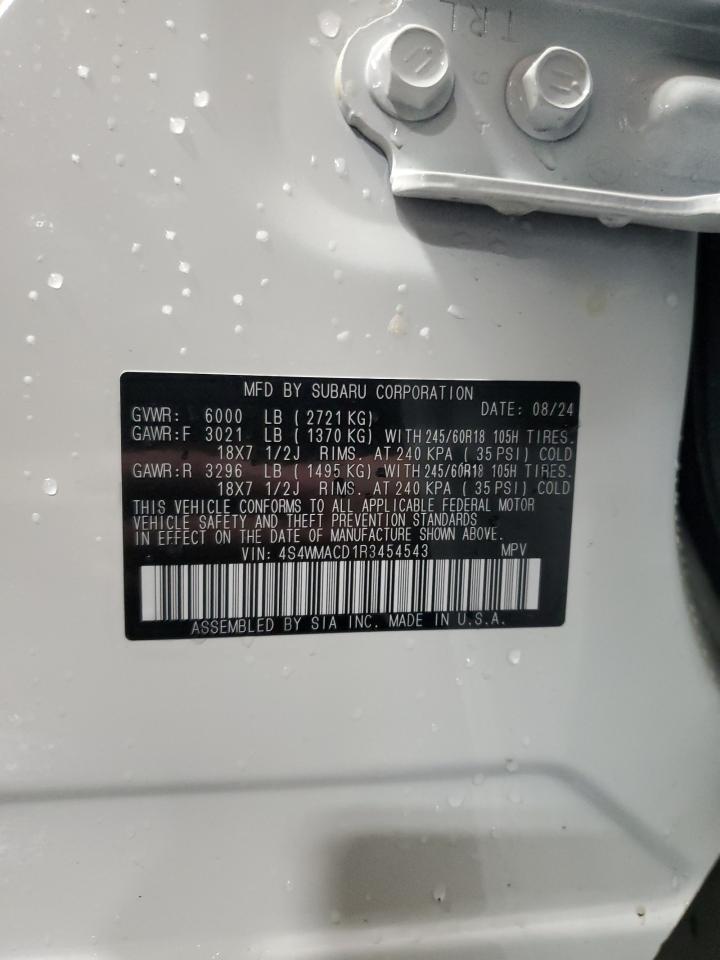 TRL
MFD BY SUBARU CORPORATION
GVWR: 6000 LB ( 2721 KG) DATE: 08/24
GAWR:F 3021 LB ( 1370 KG) WITH 245/60R18 105H TIRES.
18X7 1/2J RIMS. AT 240 KPA ( 35 PSI) COLD
GAWR:R 3296 LB ( 1495 KG) WITH 245/60R18 105H TIRES.
18X7 1/2J RIMS. AT 240 KPA ( 35 PSI) COLD
THIS VEHICLE CONFORMS TO ALL APPLICABLE FEDERAL MOTOR
VEHICLE SAFETY AND THEFT PREVENTION STANDARDS
IN EFFECT ON THE DATE OF MANUFACTURE SHOWN ABOVE.
VIN: 4S4WMACD1R3454543 MPV
ASSEMBLED BY SIA INC. MADE IN U.S.A.